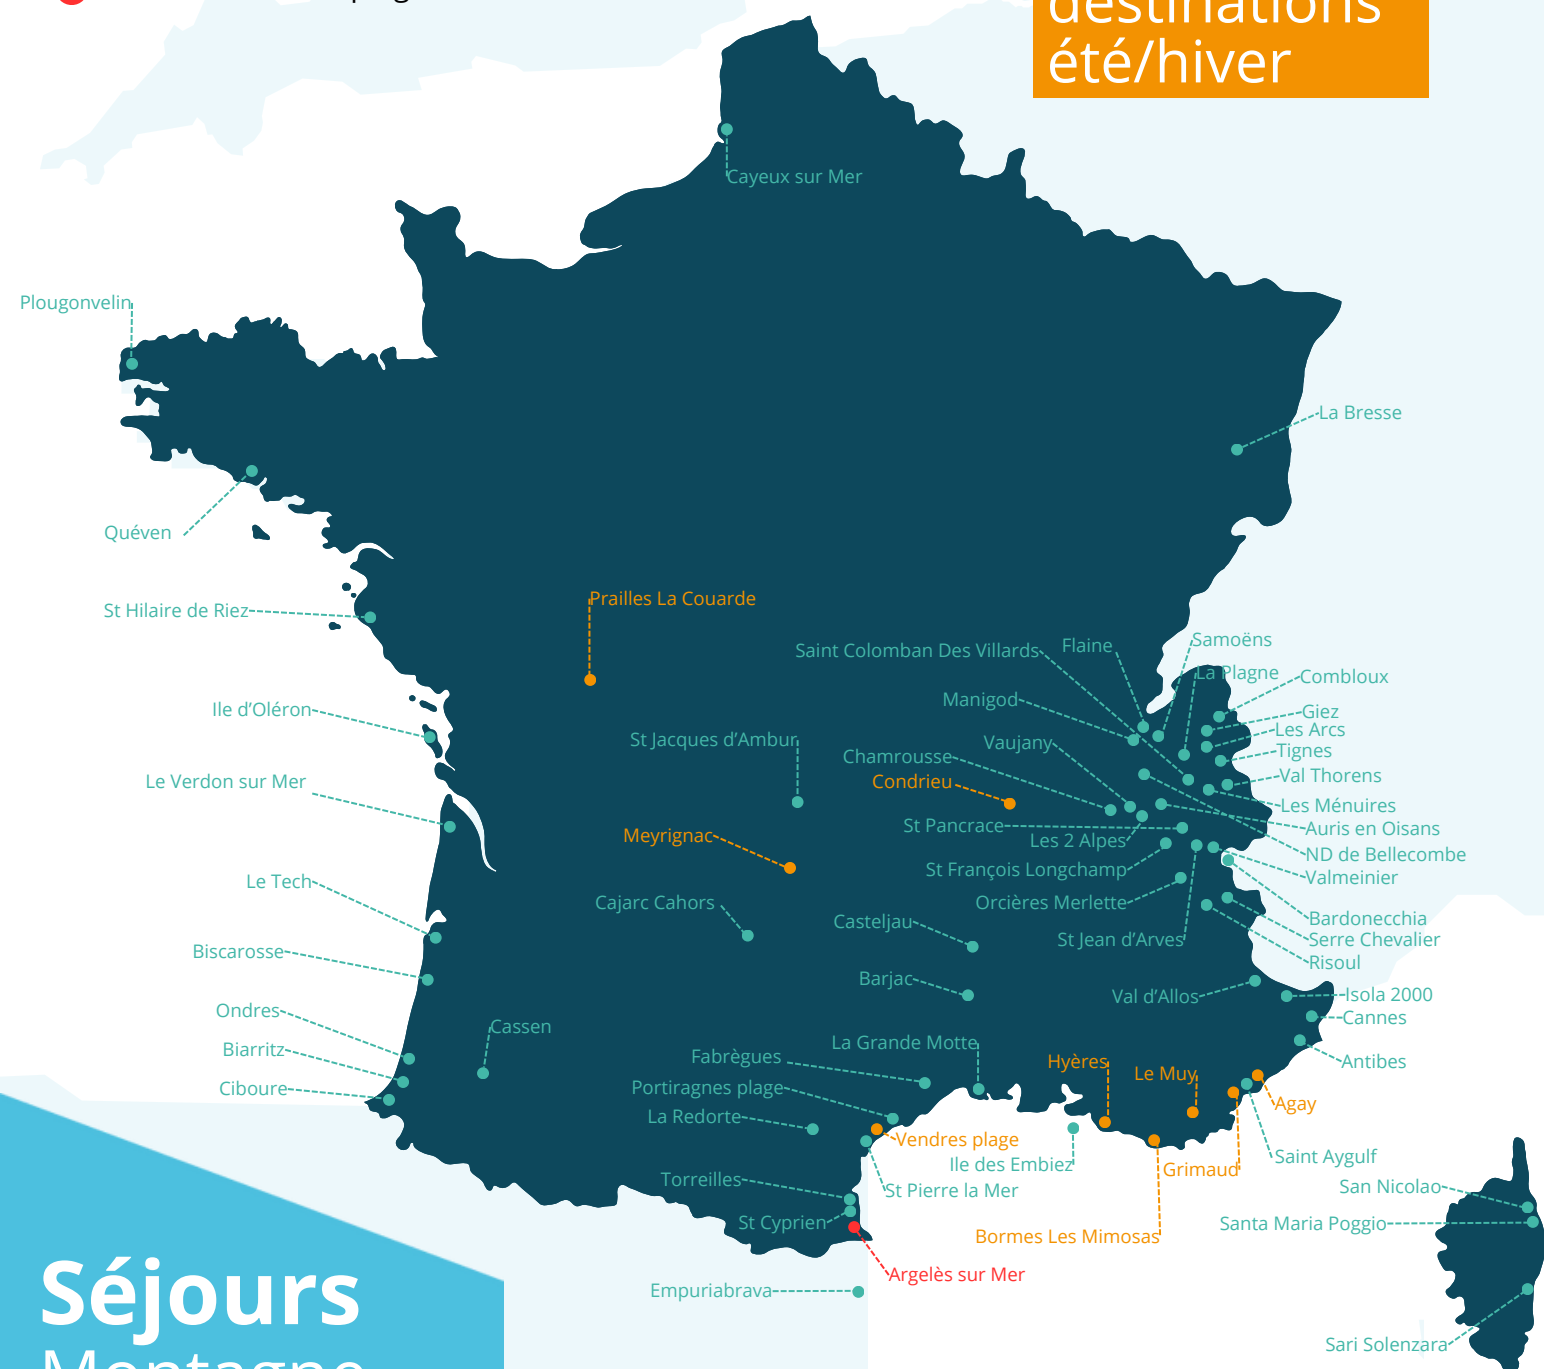 destinations
été/hiver
Cayeux sur Mer
Plougonvelin
La Bresse
Quéven
Prailles La Couarde
St Hilaire de Riez
Saint Colomban Des Villards
Flaine
Samoëns
La Plagne
Combloux
Manigod
Giez
Ile d’Oléron
Les Arcs
St Jacques d’Ambur
Vaujany
Tignes
Chamrousse
Val Thorens
Le Verdon sur Mer
Condrieu
Les Ménuires
St Pancrace
Auris en Oisans
Meyrignac
Les 2 Alpes
ND de Bellecombe
St François Longchamp
Valmeinier
Le Tech
Cajarc Cahors
Orcières Merlette
Casteljau
Bardonecchia
St Jean d’Arves
Serre Chevalier
Biscarosse
Risoul
Barjac
Val d’Allos
Isola 2000
Ondres
Cannes
Cassen
La Grande Motte
Biarritz
Fabrègues
Hyères
Antibes
Le Muy
Ciboure
Portiragnes plage
Agay
La Redorte
Vendres plage
Saint Aygulf
Ile des Embiez
Grimaud
Torreilles
St Pierre la Mer
San Nicolao
St Cyprien
Santa Maria Poggio
Bormes Les Mimosas
Argelès sur Mer
Empuriabrava
Sari Solenzara
Séjours
Montagne